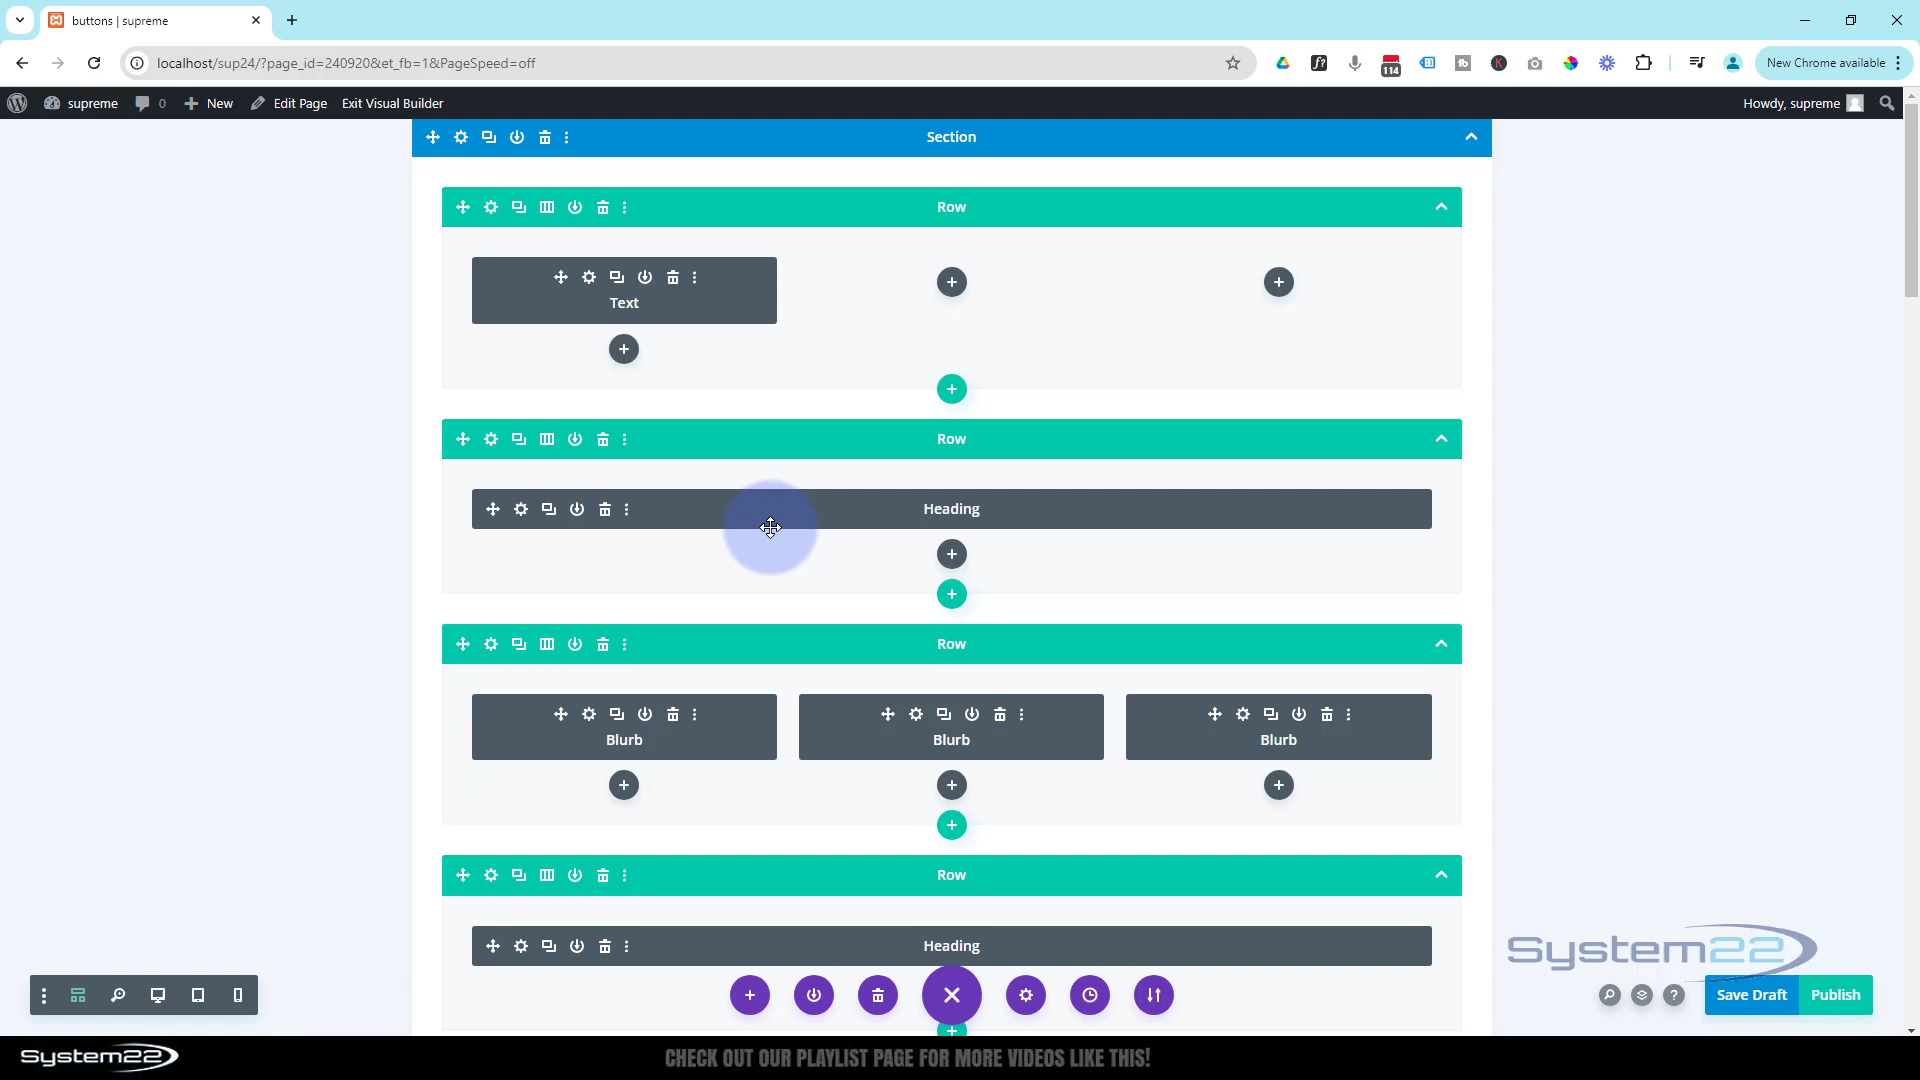 buttons | supreme
localhost/sup24/?page_id=240920&et_fb=1&PageSpeed=off
114
New Chrome available
supreme
0
New
Edit Page
Exit Visual Builder
Howdy, supreme
Section
Row
Text
Row
Heading
Row
Blurb
Blurb
Blurb
Row
Heading
System22
Save Draft
Publish
System22
CHECK OUT OUR PLAYLIST PAGE FOR MORE VIDEOS LIKE THIS!